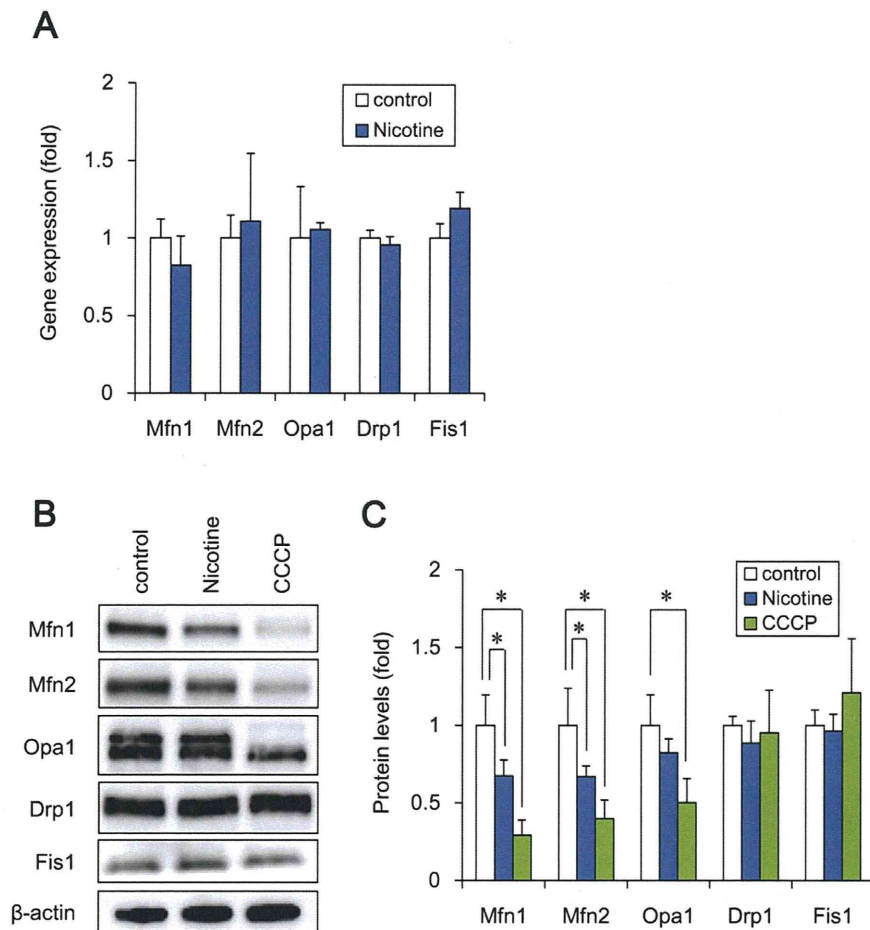 A
2
1.5
1
0.5
0
Gene expression (fold)
control
Nicotine
Mfn1 Mfn2 Opa1 Drp1 Fis1
B
control Nicotine CCCP
Mfn1
Mfn2
Opa1
Drp1
Fis1
β-actin
C
2
1.5
1
0.5
0
Protein levels (fold)
control
Nicotine
CCCP
* * *
* *
Mfn1 Mfn2 Opa1 Drp1 Fis1